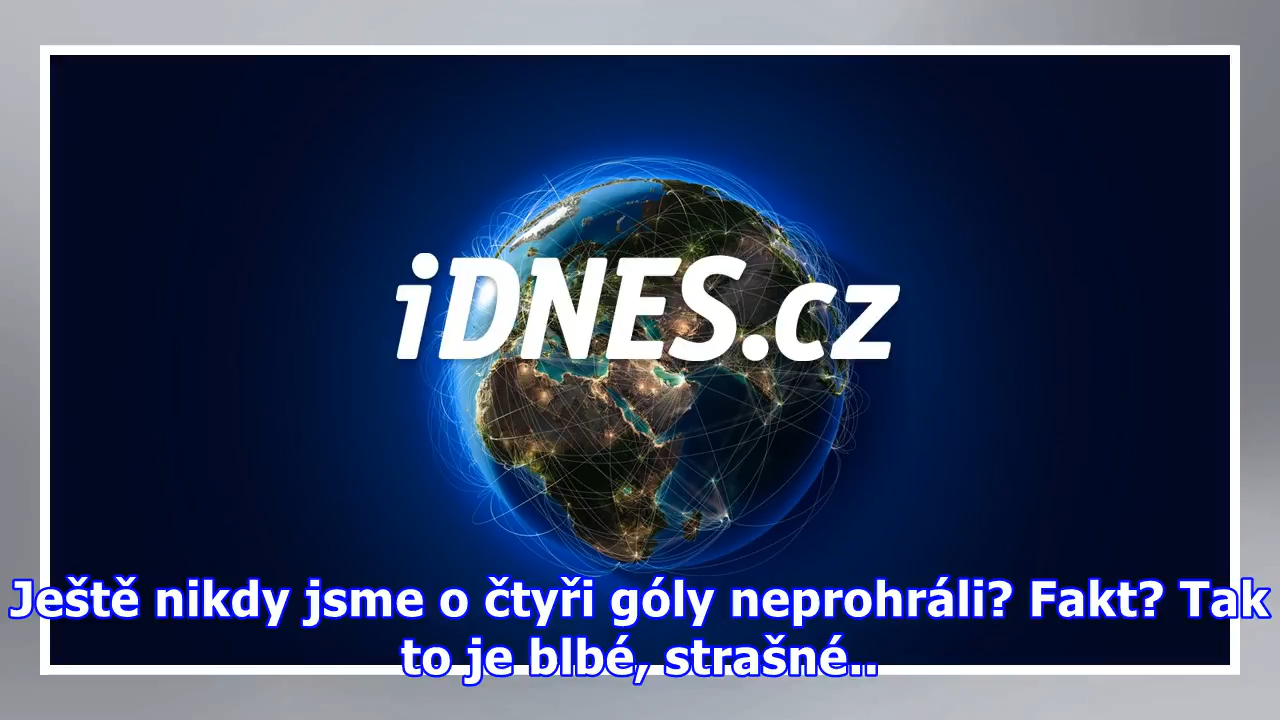 iDNES.cz
Ještě nikdy jsme o čtyři góly neprohráli? Fakt? Tak
to je blbé, strašné..